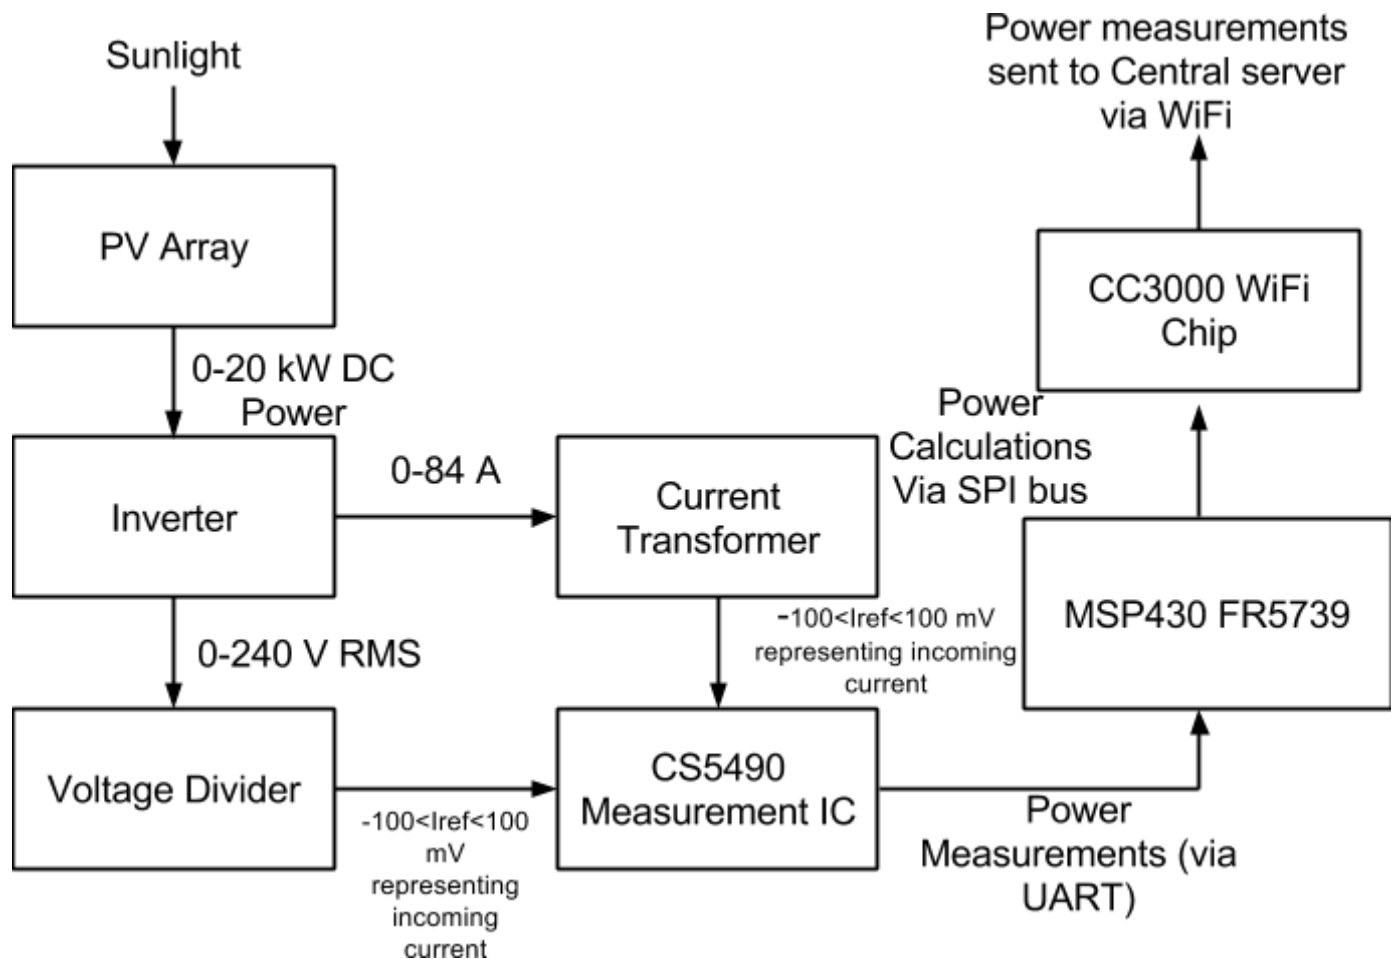 Sunlight
PV Array
0-20 kW DC
Power
Inverter
0-84 A
Current
Transformer
0-240 V RMS
-100<Iref<100 mV
representing incoming
current
Voltage Divider
-100<Iref<100
mV
representing
incoming
current
CS5490
Measurement IC
Power
Measurements (via
UART)
MSP430 FR5739
Power
Calculations
Via SPI bus
CC3000 WiFi
Chip
Power measurements
sent to Central server
via WiFi